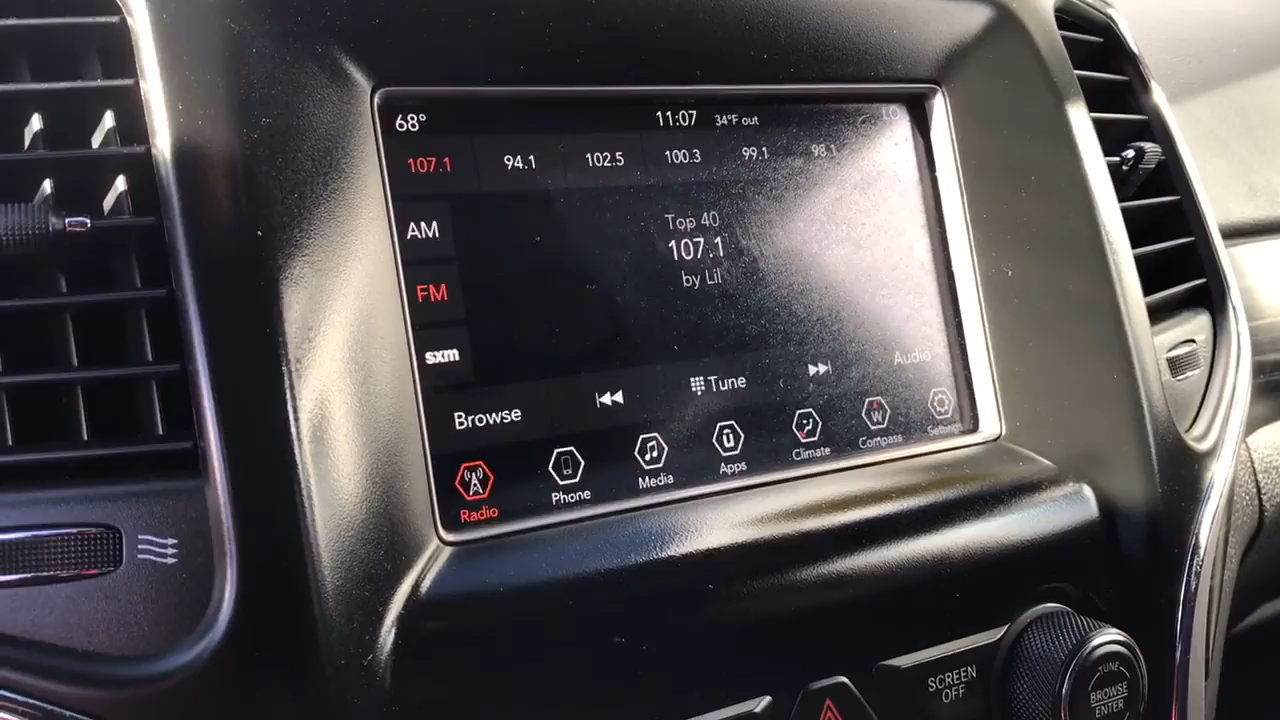 68° 11:07 34°F out LO
107.1 94.1 102.5 100.3 99.1 98.1
AM
FM
sxm
Top 40
107.1
by Lil
Browse Tune Audio
Radio Phone Media Apps Climate W Compass Settings
SCREEN
OFF
TUNE
BROWSE
ENTER